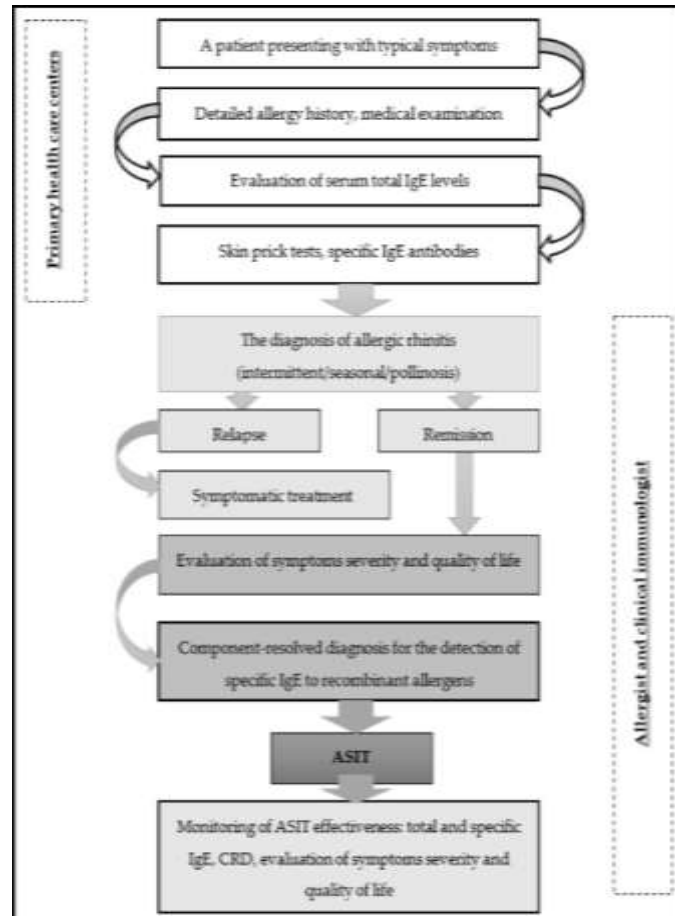 Primary health care centers
A patient presenting with typical symptoms
Detailed allergy history, medical examination
Evaluation of serum total IgE levels
Skin prick tests, specific IgE antibodies
The diagnosis of allergic rhinitis
(intermittent/seasonal/pollinosis)
Relapse
Remission
Symptomatic treatment
Evaluation of symptoms severity and quality of life
Component-resolved diagnosis for the detection of
specific IgE to recombinant allergens
ASIT
Monitoring of ASIT effectiveness: total and specific
IgE, CRD, evaluation of symptoms severity and
quality of life
Allergist and clinical immunologist